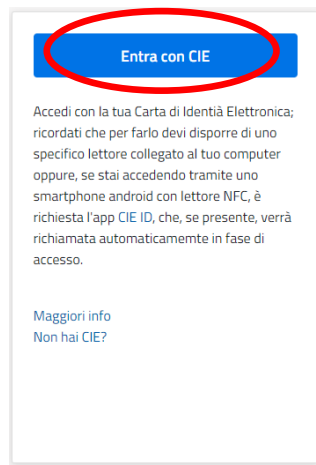 Entra con CIE
Accedi con la tua Carta di Identià Elettronica;
ricordati che per farlo devi disporre di uno
specifico lettore collegato al tuo computer
oppure, se stai accedendo tramite uno
smartphone android con lettore NFC, è
richiesta l'app CIE ID, che, se presente, verrà
richiamata automaticamemte in fase di
accesso.
Maggiori info
Non hai CIE?